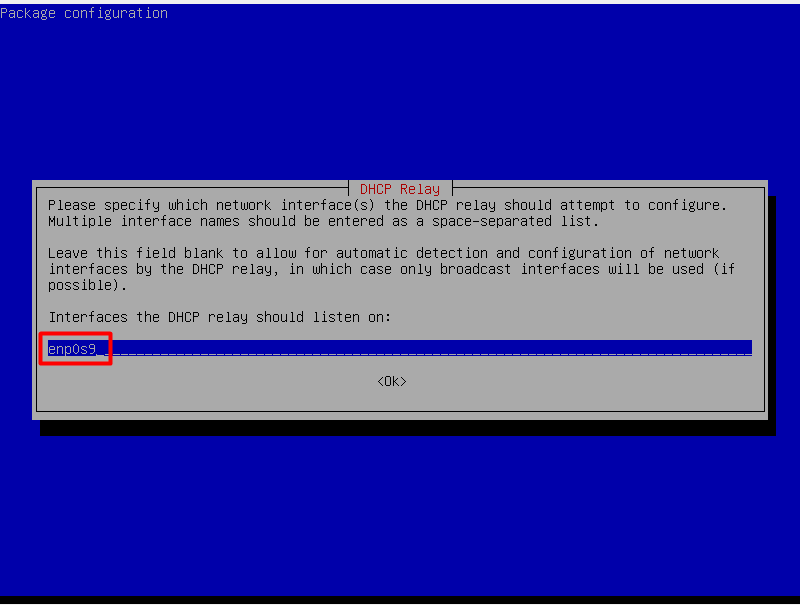 Package configuration
DHCP Relay
Please specify which network interface(s) the DHCP relay should attempt to configure.
Multiple interface names should be entered as a space-separated list.
Leave this field blank to allow for automatic detection and configuration of network
interfaces by the DHCP relay, in which case only broadcast interfaces will be used (if
possible).
Interfaces the DHCP relay should listen on:
enp0s9
<Ok>